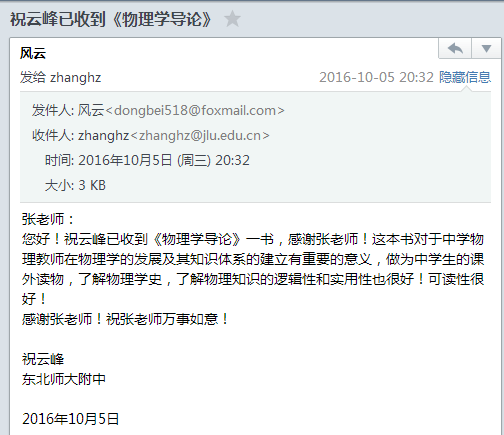 祝云峰已收到《物理学导论》
风云
发给 zhanghz 2016-10-05 20:32 隐藏信息
发件人: 风云<dongbei518@foxmail.com>
收件人: zhanghz<zhanghz@jlu.edu.cn>
时间: 2016年10月5日 (周三) 20:32
大小: 3 KB
张老师：
您好！祝云峰已收到《物理学导论》一书，感谢张老师！这本书对于中学物
理教师在物理学的发展及其知识体系的建立有重要的意义，做为中学生的课
外读物，了解物理学史，了解物理知识的逻辑性和实用性也很好！可读性很
好！
感谢张老师！祝张老师万事如意！
祝云峰
东北师大附中
2016年10月5日